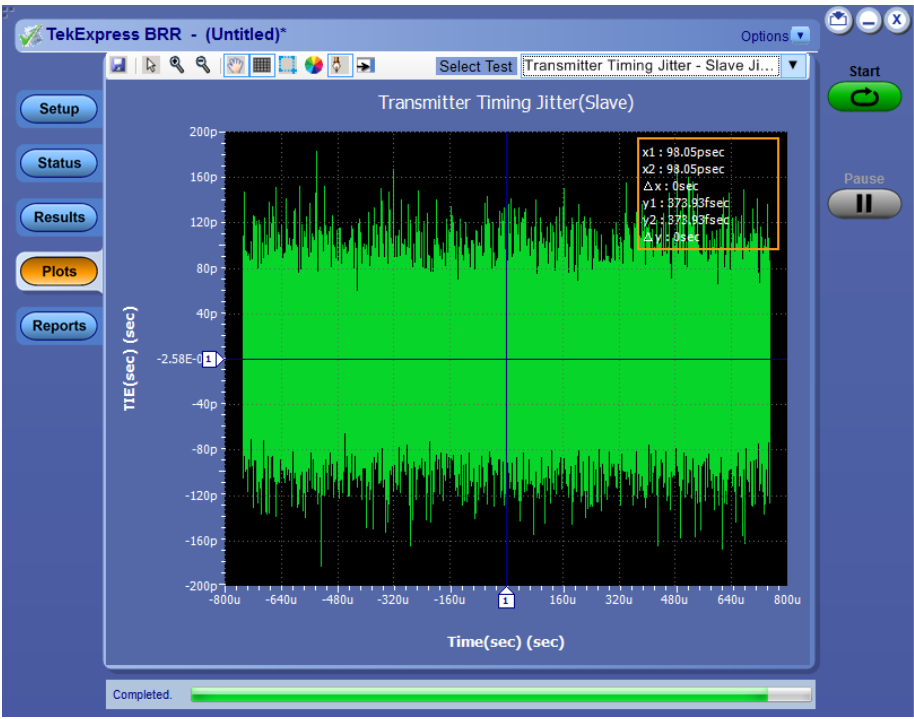 TekExpress BRR - (Untitled)*
Options
Select Test
Transmitter Timing Jitter - Slave Ji...
Start
Pause
Setup
Status
Results
Plots
Reports
Transmitter Timing Jitter(Slave)
x1 : 98.05psec
x2 : 98.05psec
Δx : 0sec
y1 : 373.93fsec
y2 : 373.93fsec
Δy : 0sec
200p
160p
120p
80p
40p
-2.58E-0
1
-40p
-80p
-120p
-160p
-200p
TIE(sec) (sec)
-800u -640u -480u -320u -160u 1 160u 320u 480u 640u 800u
Time(sec) (sec)
Completed.